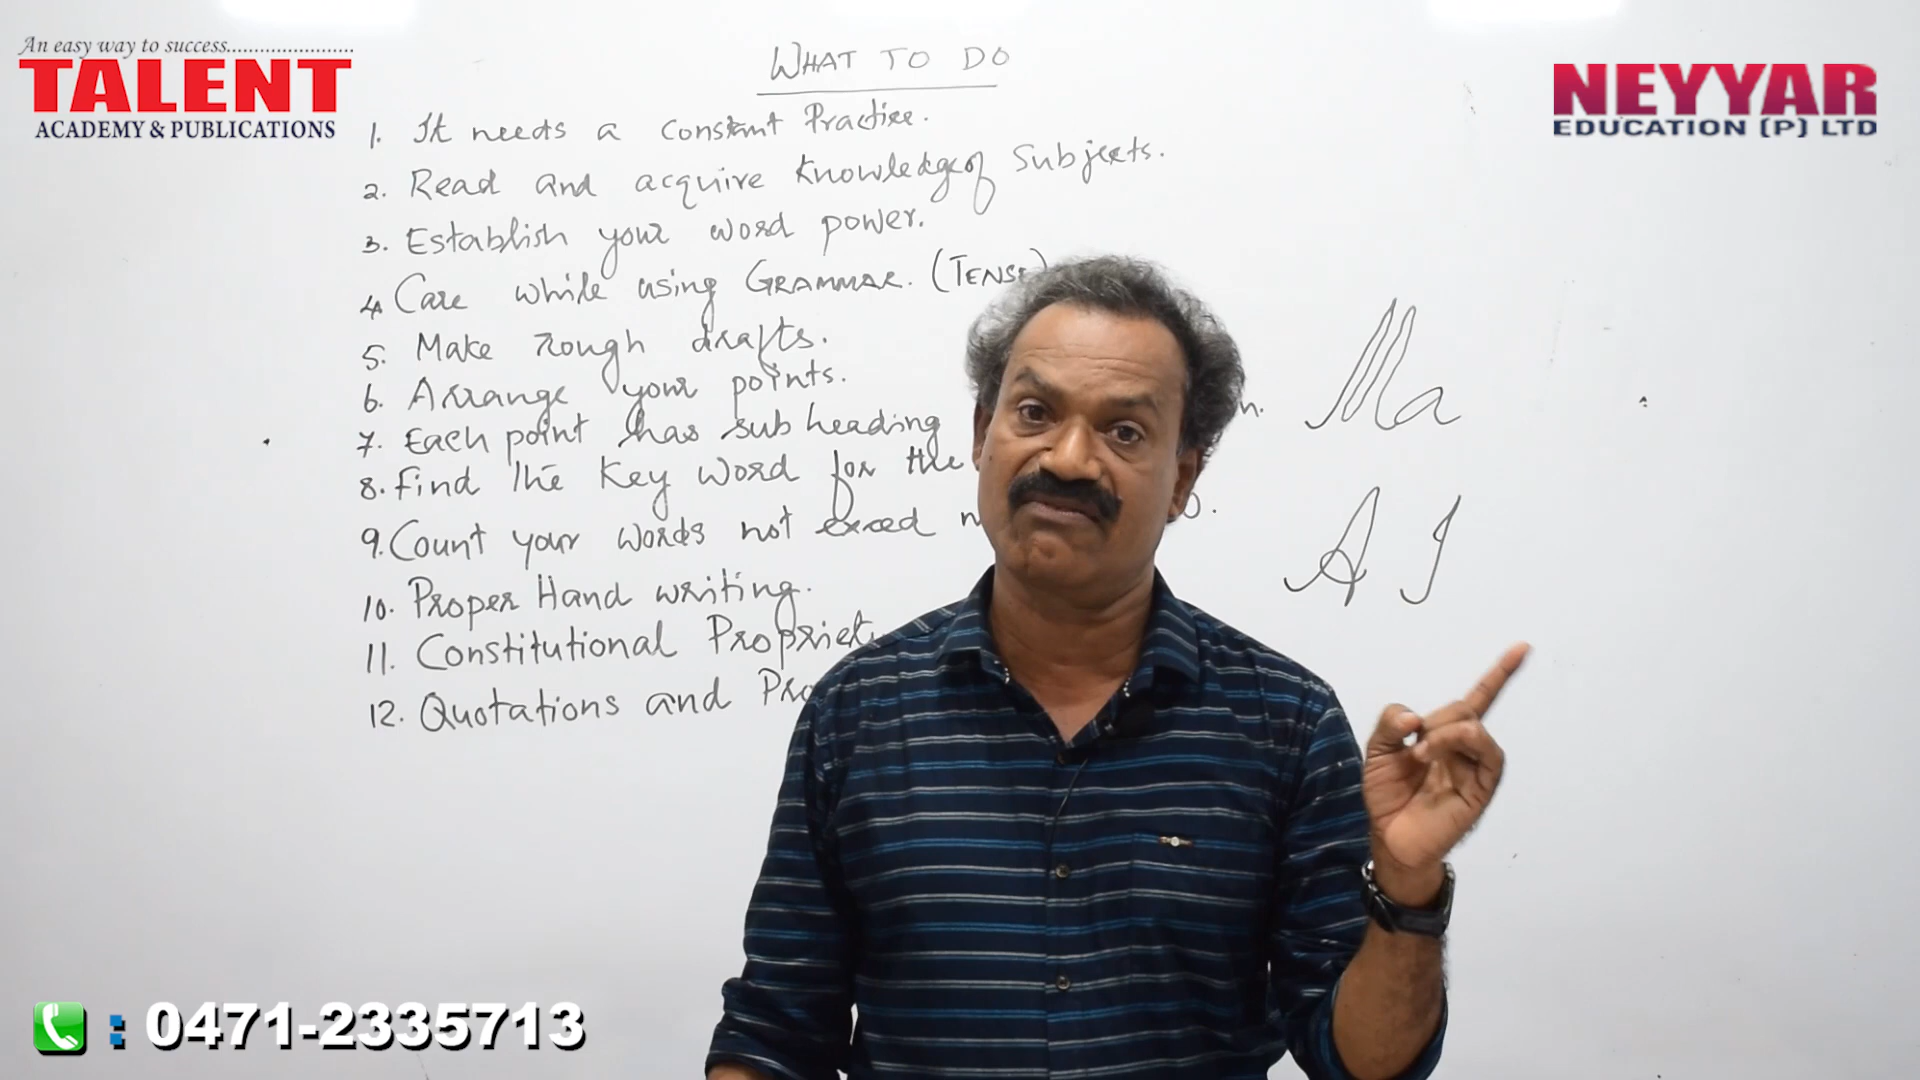 An easy way to success.......................
TALENT
ACADEMY & PUBLICATIONS
NEYYAR
EDUCATION (P) LTD
WHAT TO DO
1. It needs a constant Practise.
2. Read and acquire knowledge of Subjects.
3. Establish your word power.
4. Care while using GRAMMAR. (TENSE)
5. Make rough drafts.
6. Arrange your points.
7. Each point has sub heading
8. Find the Key Word for the
9. Count your words not exceed
10. Proper Hand writing.
11. Constitutional
12. Quotations and
Ma
A I
: 0471-2335713